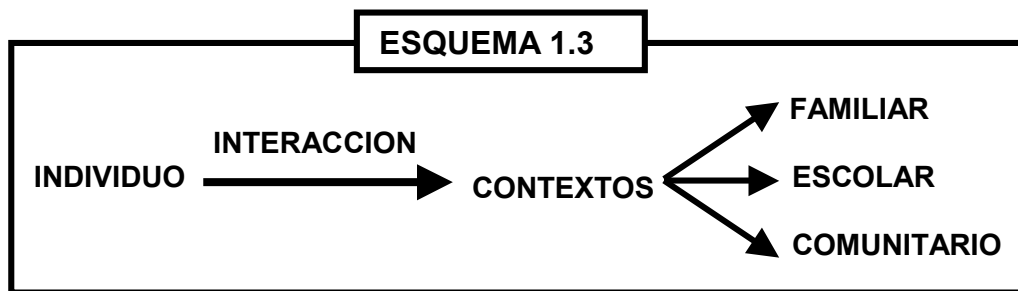 ESQUEMA 1.3
FAMILIAR
INTERACCION
INDIVIDUO
CONTEXTOS
ESCOLAR
COMUNITARIO